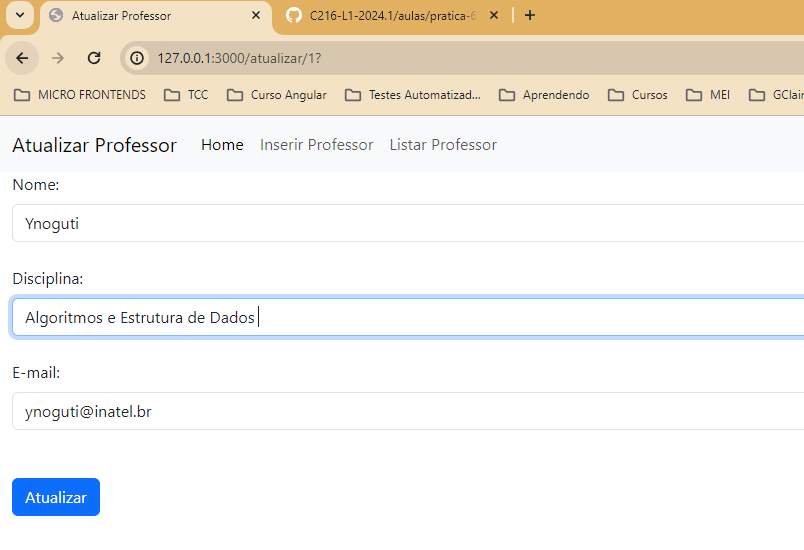 Atualizar Professor
C216-L1-2024.1/aulas/pratica-6
127.0.0.1:3000/atualizar/1?
MICRO FRONTENDS TCC Curso Angular Testes Automatizad... Aprendendo Cursos MEI GClair
Atualizar Professor Home Inserir Professor Listar Professor
Nome:
Ynoguti
Disciplina:
Algoritmos e Estrutura de Dados
E-mail:
ynoguti@inatel.br
Atualizar